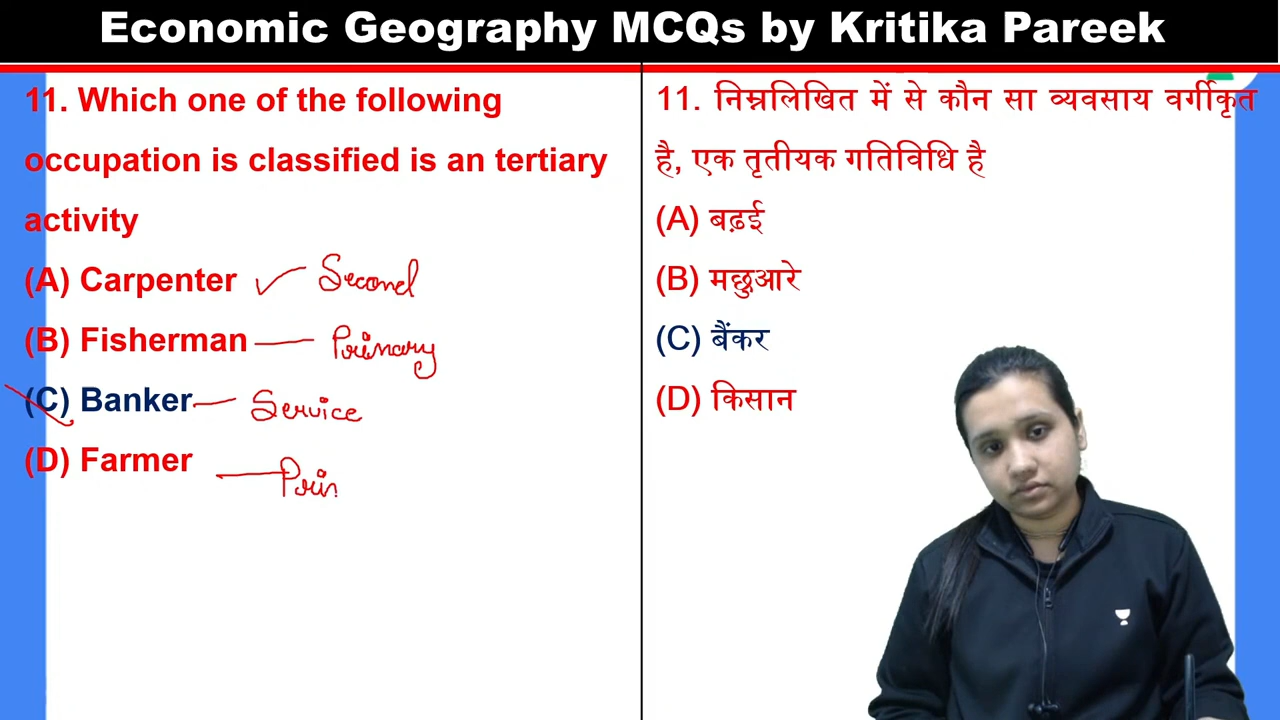 Economic Geography MCQs by Kritika Pareek
11. Which one of the following
occupation is classified is an tertiary
activity
(A) Carpenter Second
(B) Fisherman Primary
(C) Banker Service
(D) Farmer Prim
11. निम्नलिखित में से कौन सा व्यवसाय वर्गीकृत
है, एक तृतीयक गतिविधि है
(A) बढ़ई
(B) मछुआरे
(C) बैंकर
(D) किसान